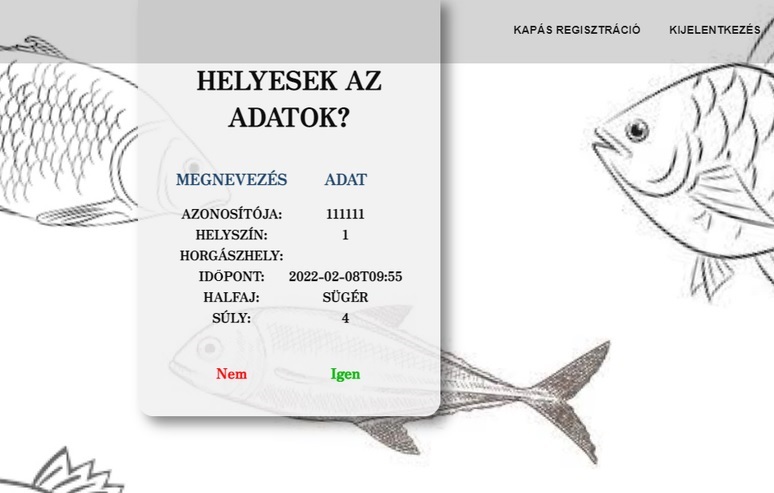 KAPÁS REGISZTRÁCIÓ KIJELENTKEZÉS
HELYESEK AZ
ADATOK?
MEGNEVEZÉS ADAT
AZONOSÍTÓJA: 111111
HELYSZÍN: 1
HORGÁSZHELY:
IDŐPONT: 2022-02-08T09:55
HALFAJ: SÜGÉR
SÚLY: 4
Nem Igen